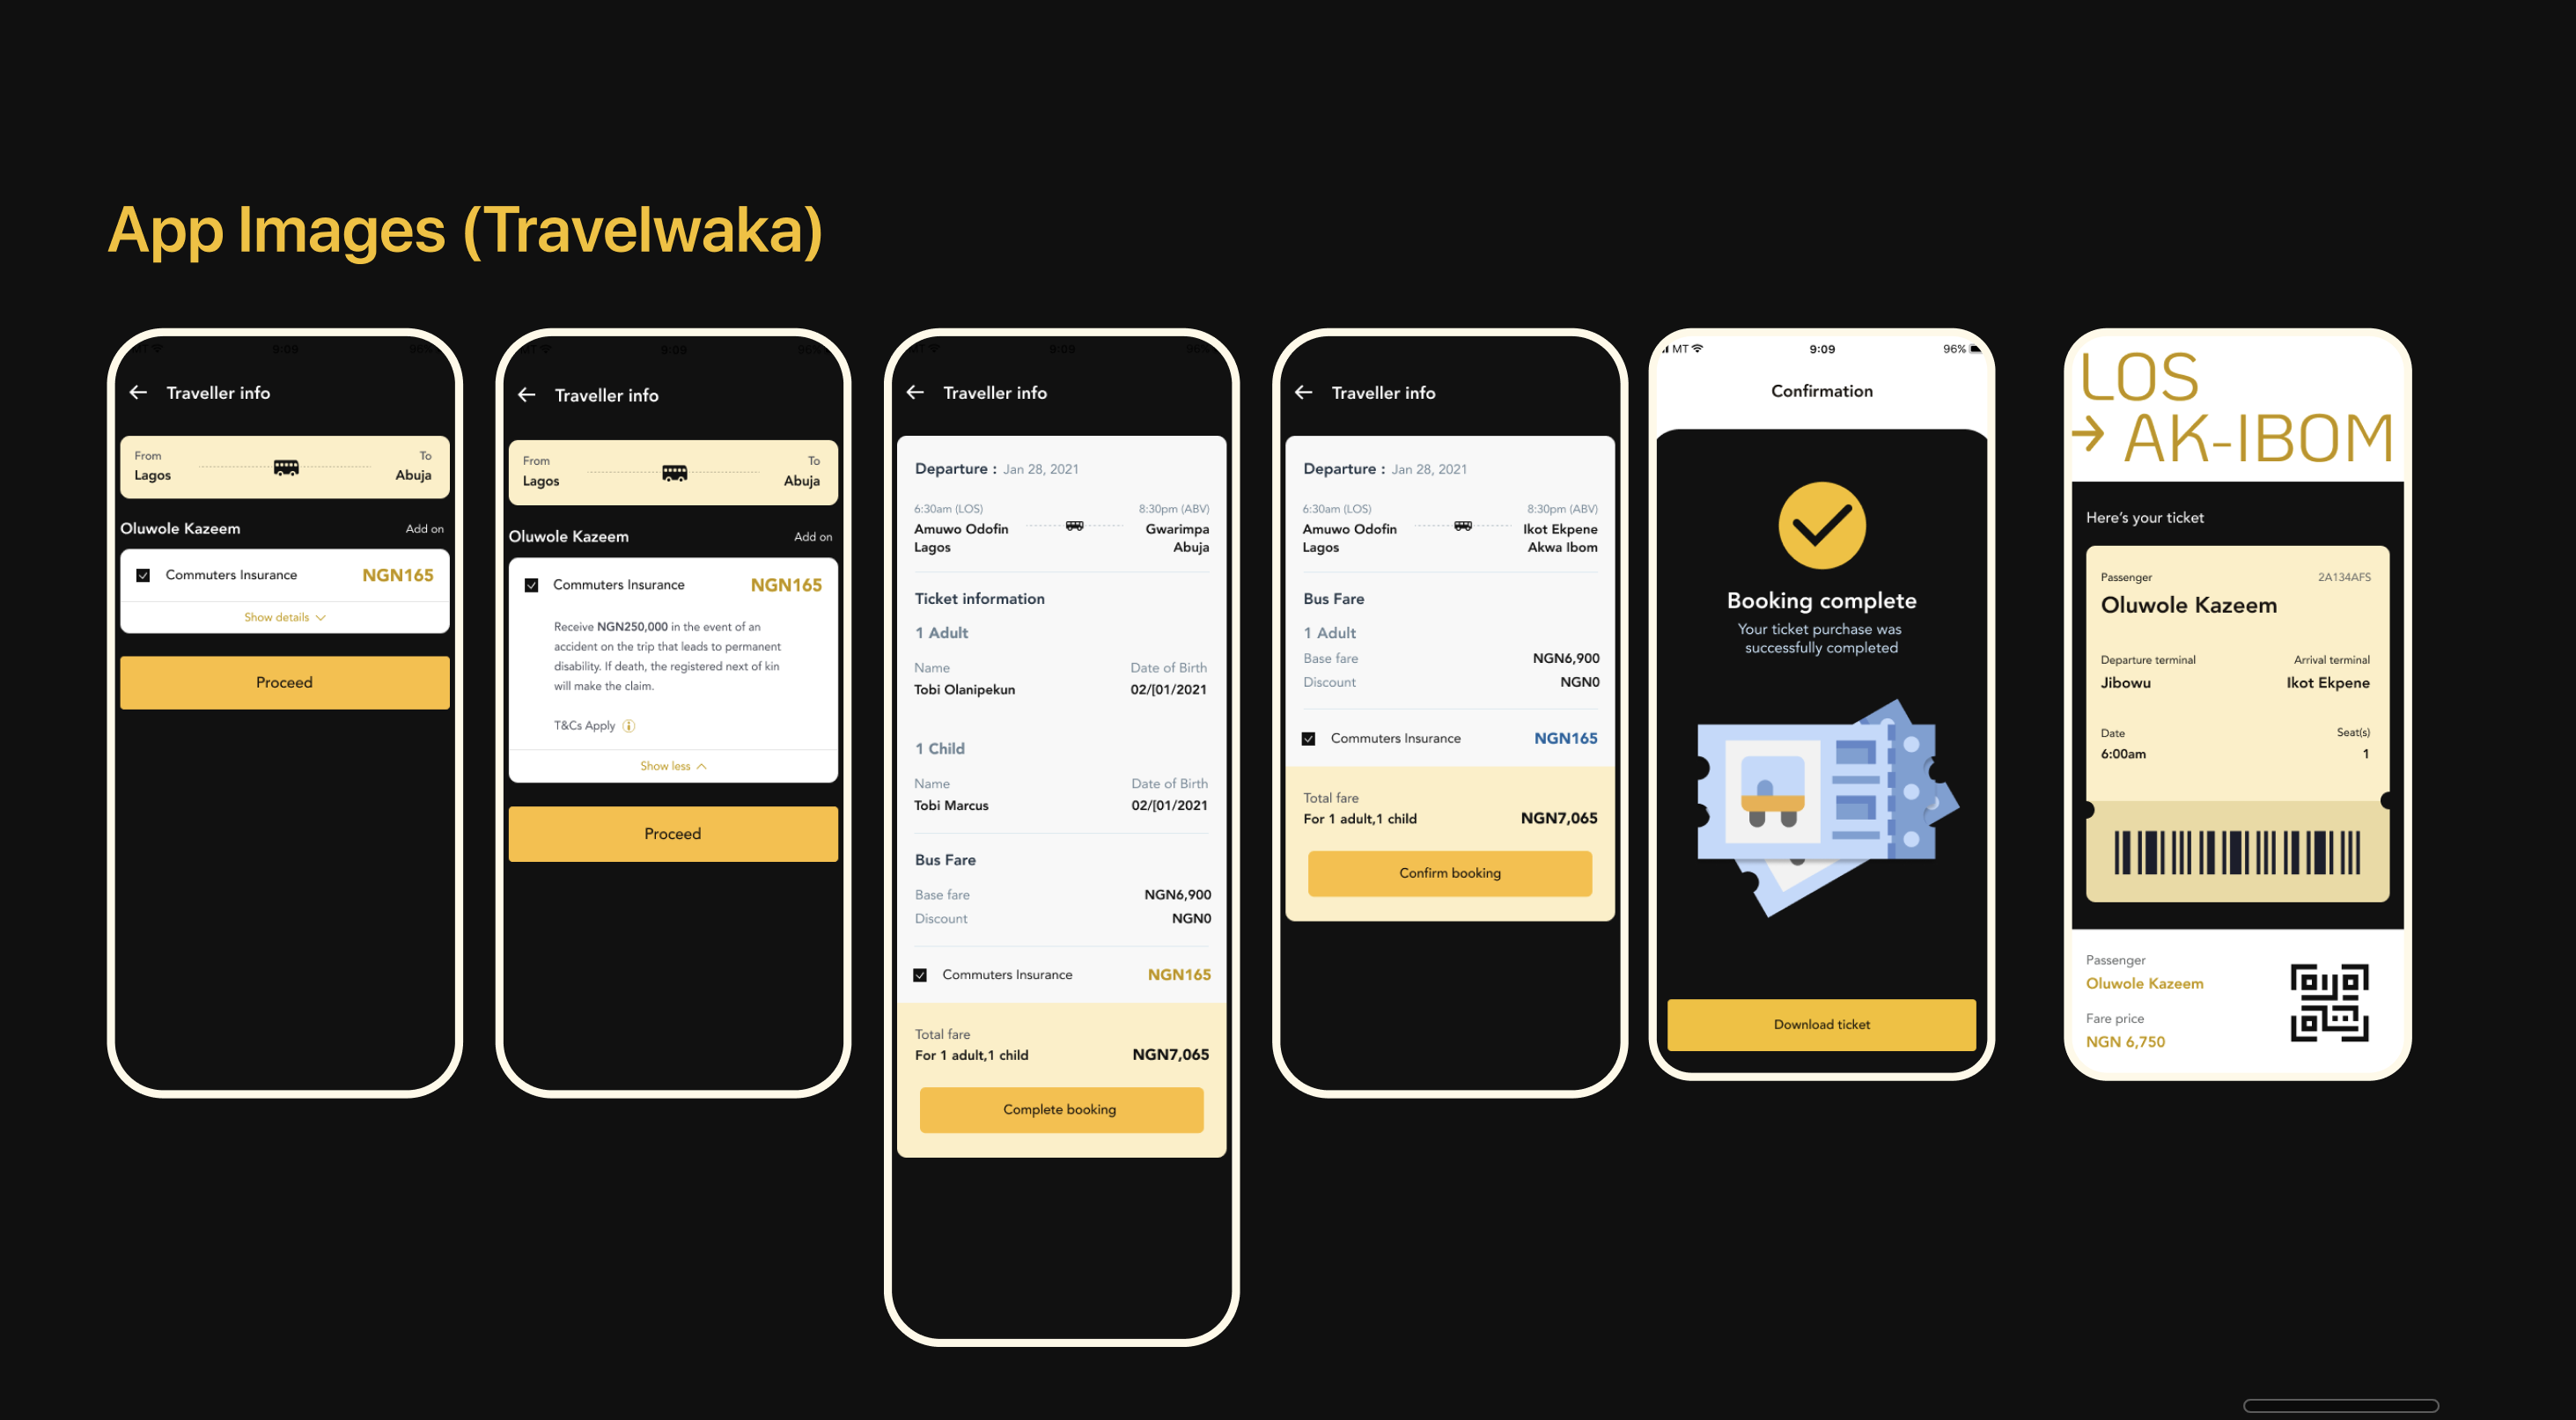 App Images (Travelwaka)
9:09
Traveller info
From
To
Lagos
Abuja
Oluwole Kazeem
Add on
Commuters Insurance
NGN165
Show details
Proceed
9:09
Traveller info
From
To
Lagos
Abuja
Oluwole Kazeem
Add on
Commuters Insurance
NGN165
Receive NGN250,000 in the event of an
accident on the trip that leads to permanent
disability. If death, the registered next of kin
will make the claim.
T&Cs Apply
Show less
Proceed
9:09
Traveller info
Departure : Jan 28, 2021
6:30am (LOS)
8:30pm (ABV)
Amuwo Odofin
Gwarimpa
Lagos
Abuja
Ticket information
1 Adult
Name
Date of Birth
Tobi Olanipekun
02/[01/2021
1 Child
Name
Date of Birth
Tobi Marcus
02/[01/2021
Bus Fare
Base fare
NGN6,900
Discount
NGN0
Commuters Insurance
NGN165
Total fare
For 1 adult,1 child
NGN7,065
Complete booking
Traveller info
Departure : Jan 28, 2021
6:30am (LOS)
8:30pm (ABV)
Amuwo Odofin
Ikot Ekpene
Lagos
Akwa Ibom
Bus Fare
1 Adult
Base fare
NGN6,900
Discount
NGN0
Commuters Insurance
NGN165
Total fare
For 1 adult,1 child
NGN7,065
Confirm booking
MT
9:09
96%
Confirmation
Booking complete
Your ticket purchase was
successfully completed
Download ticket
LOS
→ AK-IBOM
Here's your ticket
Passenger
2A134AFS
Oluwole Kazeem
Departure terminal
Arrival terminal
Jibowu
Ikot Ekpene
Date
Seat(s)
6:00am
1
Passenger
Oluwole Kazeem
Fare price
NGN 6,750